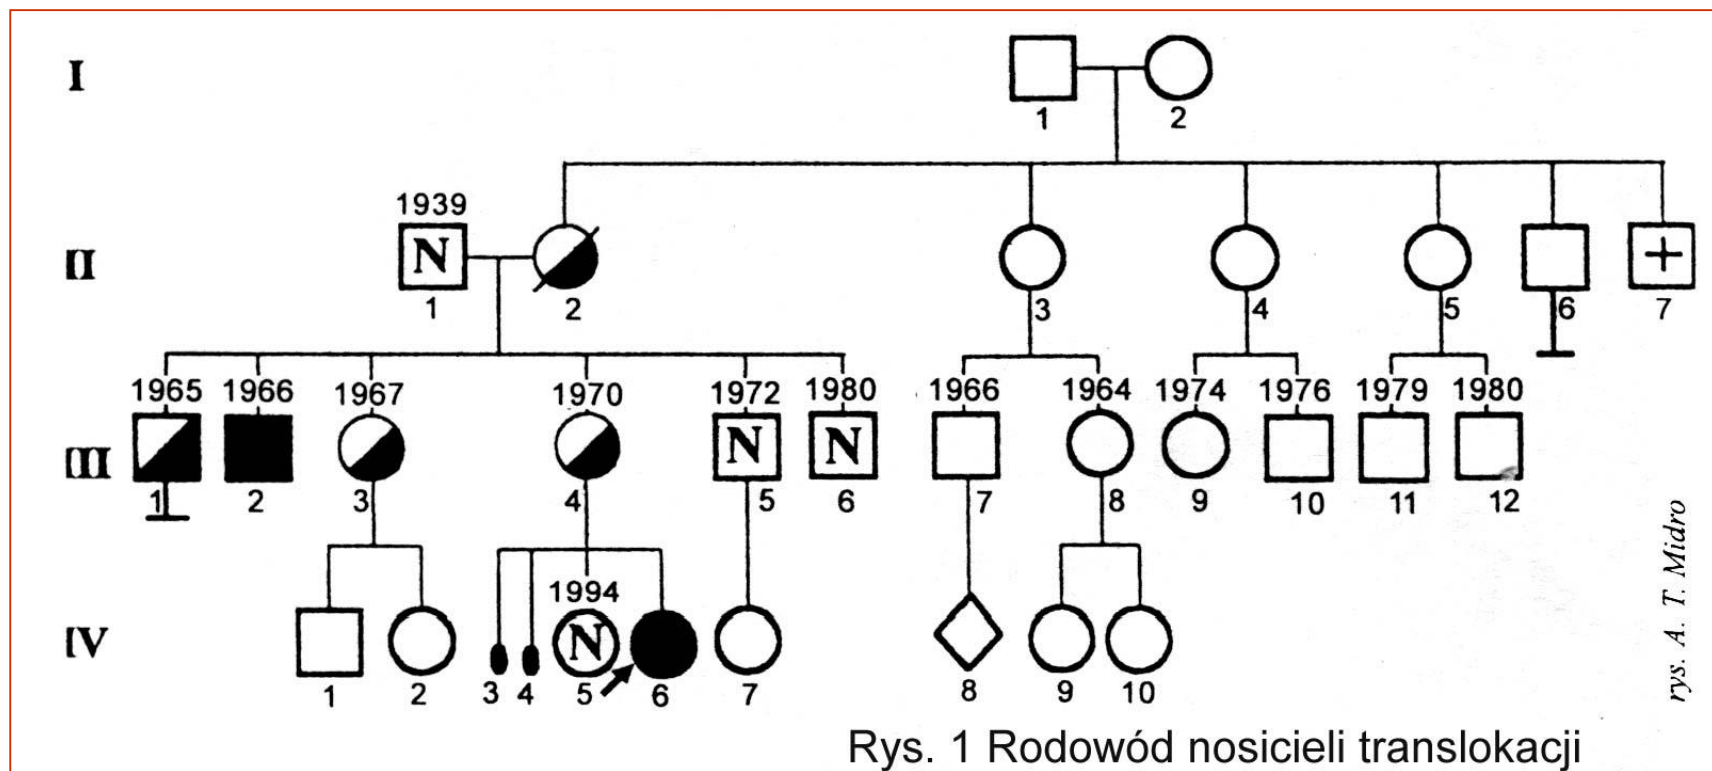 I
1 2
1939
II
N
1 2 3 4 5 6 7
1965 1966 1967 1970 1972 1980 1966 1964 1974 1976 1979 1980
III
N N
1 2 3 4 5 6 7 8 9 10 11 12
1994
IV
N
1 2 3 4 5 6 7 8 9 10
rys. A. T. Midro
Rys. 1 Rodowód nosicieli translokacji